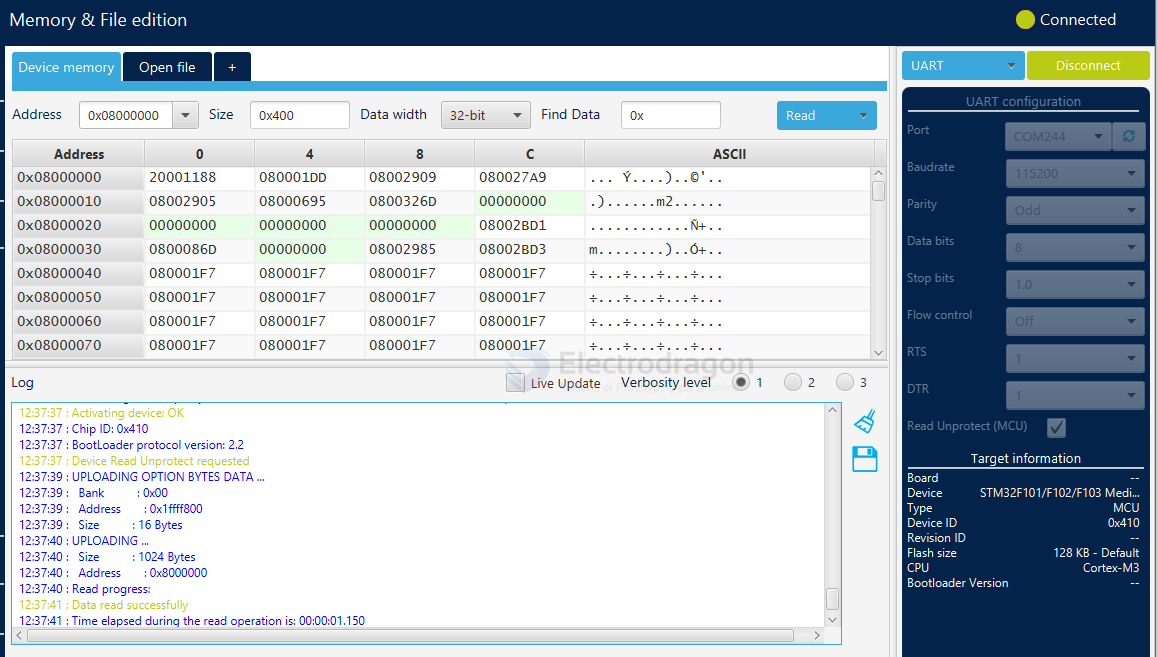 Memory & File edition
Connected
Device memory Open file +
Address 0x08000000 Size 0x400 Data width 32-bit Find Data 0x Read
Address 0 4 8 C ASCII
0x08000000 20001188 080001DD 08002909 080027A9 ... Ý....)..©'..
0x08000010 08002905 08000695 0800326D 00000000 .)......m2......
0x08000020 00000000 00000000 00000000 08002BD1 ............Ñ+..
0x08000030 0800086D 00000000 08002985 08002BD3 m........)..Ó+..
0x08000040 080001F7 080001F7 080001F7 080001F7 ÷...÷...÷...÷...
0x08000050 080001F7 080001F7 080001F7 080001F7 ÷...÷...÷...÷...
0x08000060 080001F7 080001F7 080001F7 080001F7 ÷...÷...÷...÷...
0x08000070 080001F7 080001F7 080001F7 080001F7 ÷...÷...÷...÷...
Electrodragon
Log Live Update Verbosity level 1 2 3
12:37:37 : Activating device: OK
12:37:37 : Chip ID: 0x410
12:37:37 : BootLoader protocol version: 2.2
12:37:37 : Device Read Unprotect requested
12:37:39 : UPLOADING OPTION BYTES DATA ...
12:37:39 : Bank : 0x00
12:37:39 : Address : 0x1ffff800
12:37:39 : Size : 16 Bytes
12:37:40 : UPLOADING ...
12:37:40 : Size : 1024 Bytes
12:37:40 : Address : 0x8000000
12:37:40 : Read progress:
12:37:41 : Data read successfully
12:37:41 : Time elapsed during the read operation is: 00:00:01.150
UART Disconnect
UART configuration
Port COM244
Baudrate 115200
Parity Odd
Data bits 8
Stop bits 1.0
Flow control Off
RTS 1
DTR 1
Read Unprotect (MCU)
Target information
Board --
Device STM32F101/F102/F103 Medi...
Type MCU
Device ID 0x410
Revision ID --
Flash size 128 KB - Default
CPU Cortex-M3
Bootloader Version --